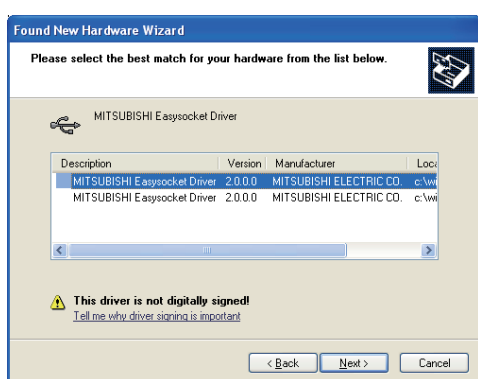 Found New Hardware Wizard
Please select the best match for your hardware from the list below.
MITSUBISHI Easysocket Driver
Description Version Manufacturer Loca
MITSUBISHI Easysocket Driver 2.0.0.0 MITSUBISHI ELECTRIC CO. c:\wi
MITSUBISHI Easysocket Driver 2.0.0.0 MITSUBISHI ELECTRIC CO. c:\wi
This driver is not digitally signed!
Tell me why driver signing is important
< Back Next > Cancel